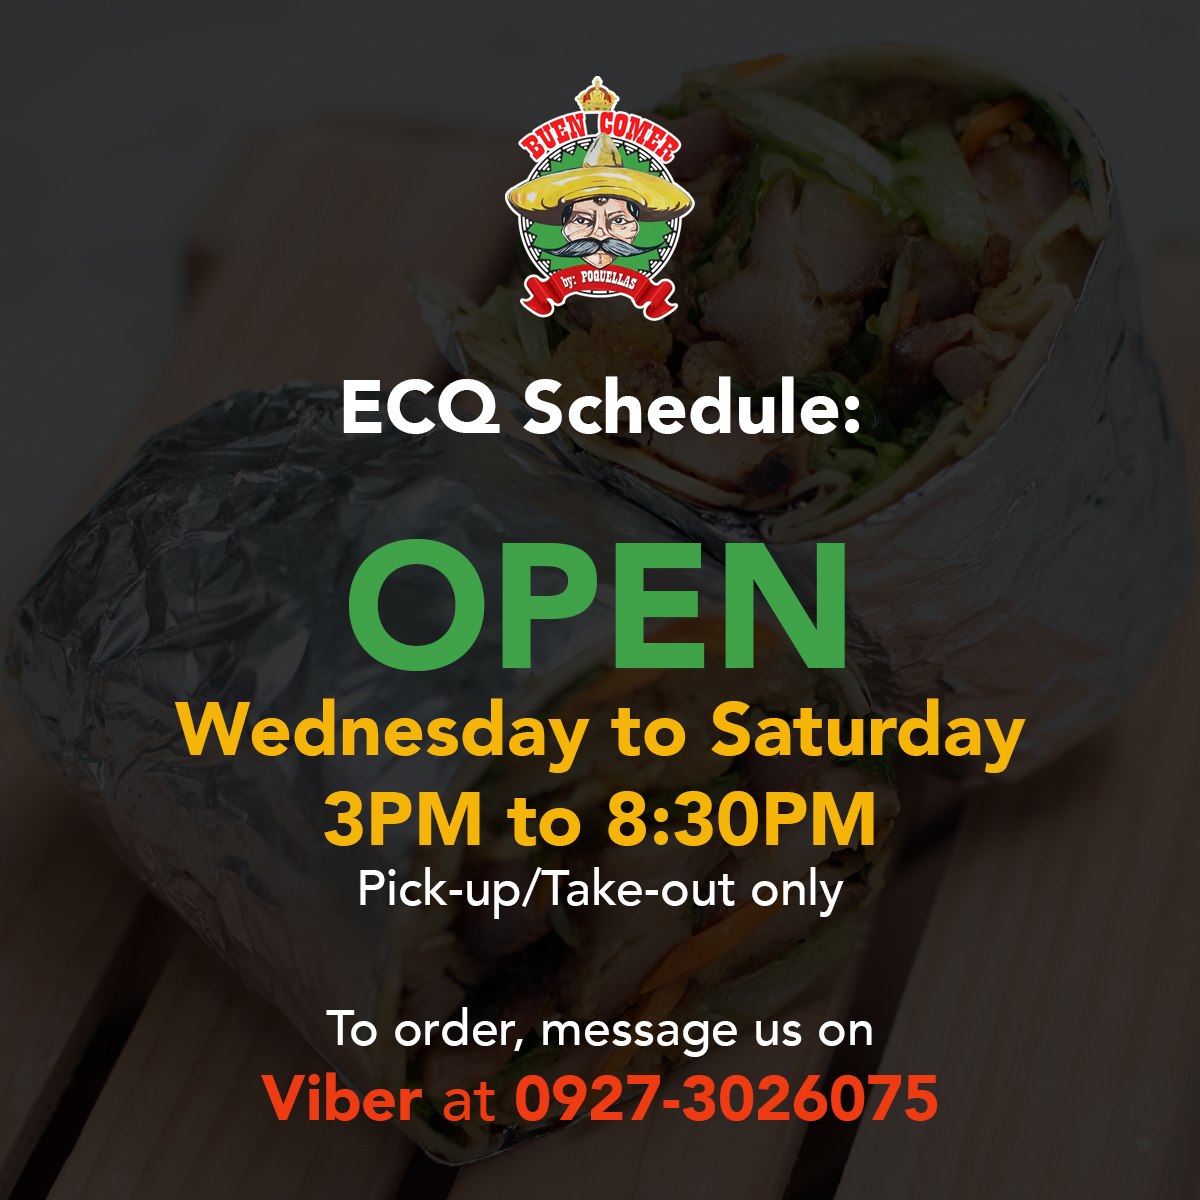 BUEN COMER
by: POQUELLAS
ECQ Schedule:
OPEN
Wednesday to Saturday
3PM to 8:30PM
Pick-up/Take-out only
To order, message us on
Viber at 0927-3026075